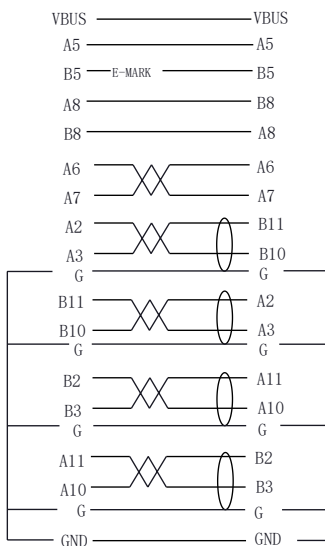 VBUS VBUS
A5 A5
B5 E-MARK B5
A8 B8
B8 A8
A6 A6
A7 A7
A2 B11
A3 B10
G G
B11 A2
B10 A3
G G
B2 A11
B3 A10
G G
A11 B2
A10 B3
G G
GND GND